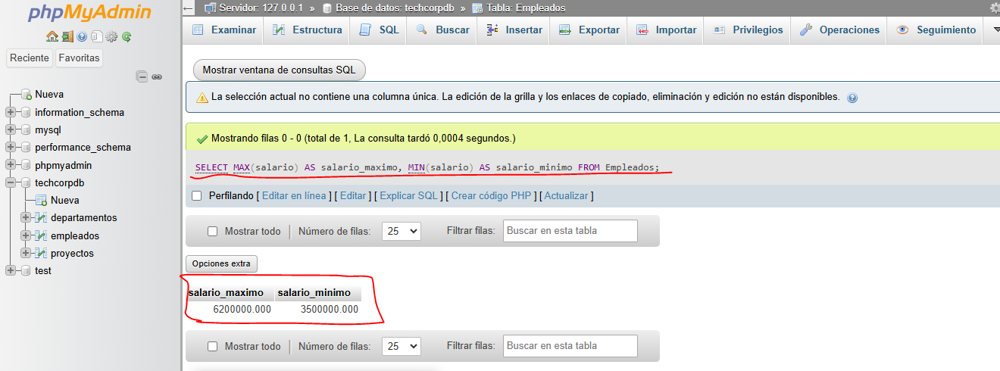 phpMyAdmin
Reciente Favoritas
Nueva
information_schema
mysql
performance_schema
phpmyadmin
techcorpdb
Nueva
departamentos
empleados
proyectos
test
Servidor: 127.0.0.1 » Base de datos: techcorpdb » Tabla: Empleados
Examinar Estructura SQL Buscar Insertar Exportar Importar Privilegios Operaciones Seguimiento
Mostrar ventana de consultas SQL
La selección actual no contiene una columna única. La edición de la grilla y los enlaces de copiado, eliminación y edición no están disponibles.
Mostrando filas 0 - 0 (total de 1, La consulta tardó 0,0004 segundos.)
SELECT MAX(salario) AS salario_maximo, MIN(salario) AS salario_minimo FROM Empleados;
Perfilando [ Editar en línea ] [ Editar ] [ Explicar SQL ] [ Crear código PHP ] [ Actualizar ]
Mostrar todo Número de filas: 25 Filtrar filas: Buscar en esta tabla
Opciones extra
salario_maximo salario_minimo
6200000.000 3500000.000
Mostrar todo Número de filas: 25 Filtrar filas: Buscar en esta tabla